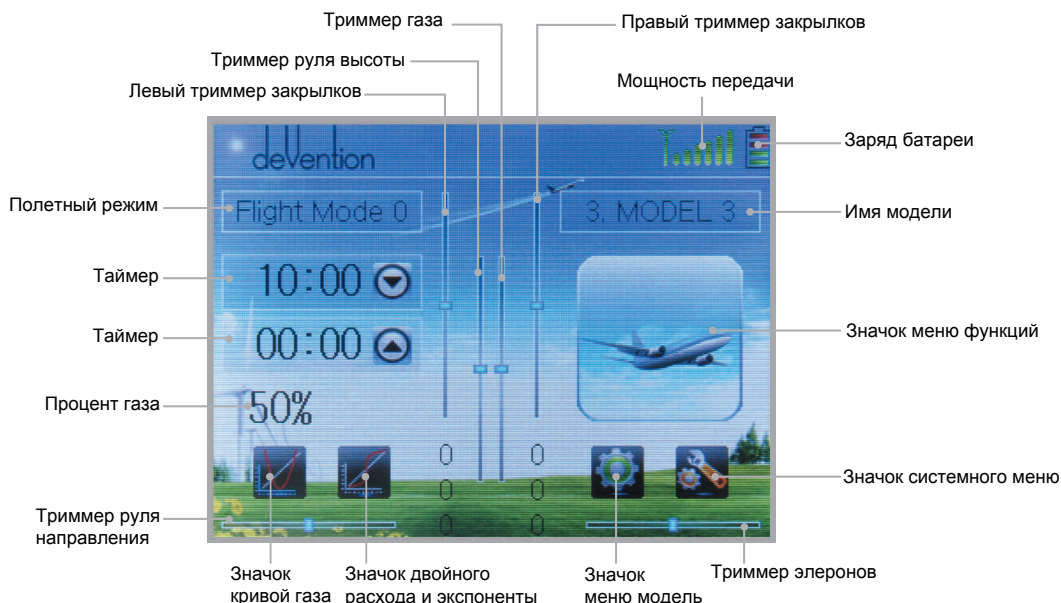 Триммер газа
Правый триммер закрылков
Триммер руля высоты
Мощность передачи
Левый триммер закрылков
Заряд батареи
deVention
Полетный режим
Flight Mode 0
3. MODEL 3
Имя модели
Таймер
10:00
Таймер
00:00
Значок меню функций
Процент газа
50%
0 0
0 0
0 0
Значок системного меню
Триммер руля
направления
Значок
кривой газа
Значок двойного
расхода и экспоненты
Значок
меню модель
Триммер элеронов